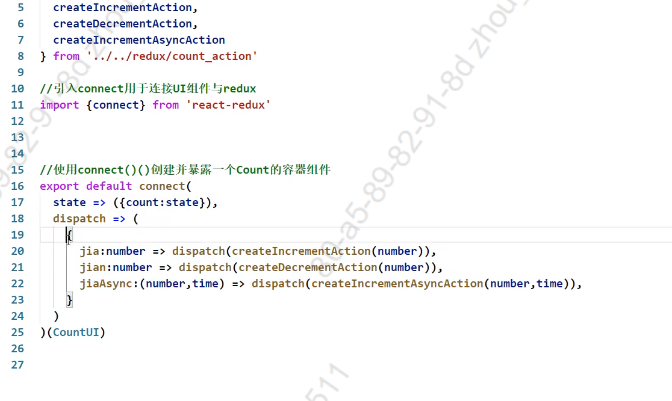 5 createIncrementAction,
6 createDecrementAction,
7 createIncrementAsyncAction
8 } from '../../redux/count_action'
9
10 //引入connect用于连接UI组件与redux
11 import {connect} from 'react-redux'
12
13
14
15 //使用connect()()创建并暴露一个Count的容器组件
16 export default connect(
17 state => ({count:state}),
18 dispatch => (
19 {
20 jia:number => dispatch(createIncrementAction(number)),
21 jian:number => dispatch(createDecrementAction(number)),
22 jiaAsync:(number,time) => dispatch(createIncrementAsyncAction(number,time)),
23 }
24 )
25 )(CountUI)
26
27